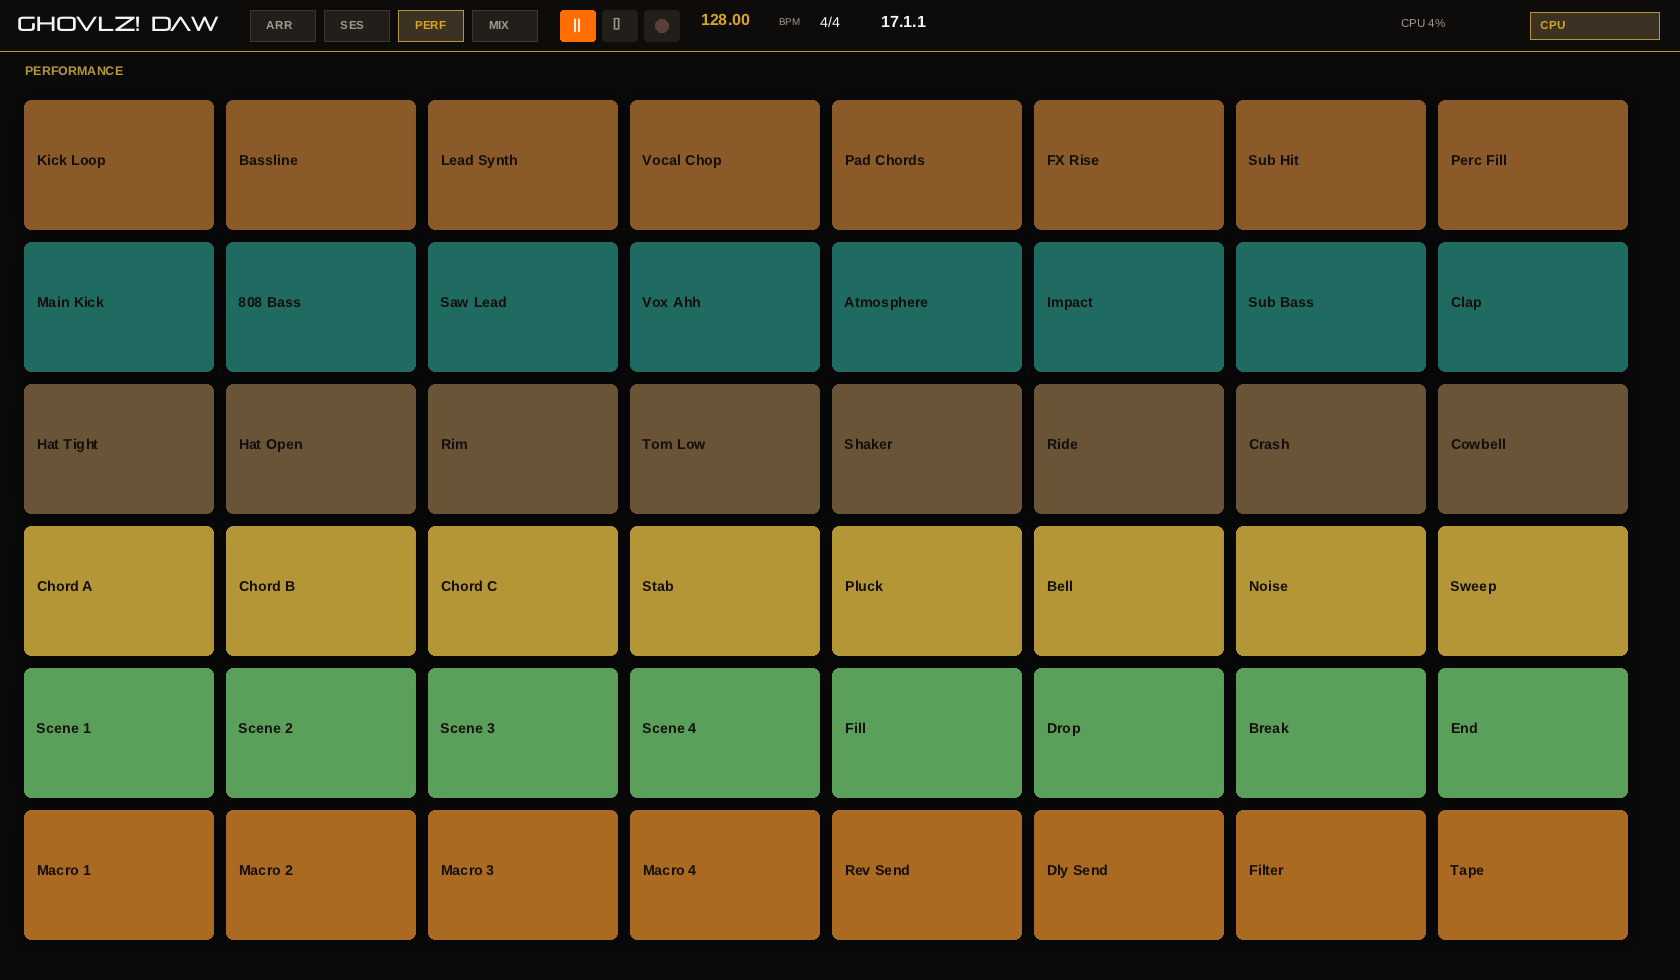 GHOVLZ! DAW ARR SES PERF MIX 128.00 BPM 4/4 17.1.1 CPU 4% CPU
PERFORMANCE
Kick Loop Bassline Lead Synth Vocal Chop Pad Chords FX Rise Sub Hit Perc Fill
Main Kick 808 Bass Saw Lead Vox Ahh Atmosphere Impact Sub Bass Clap
Hat Tight Hat Open Rim Tom Low Shaker Ride Crash Cowbell
Chord A Chord B Chord C Stab Pluck Bell Noise Sweep
Scene 1 Scene 2 Scene 3 Scene 4 Fill Drop Break End
Macro 1 Macro 2 Macro 3 Macro 4 Rev Send Dly Send Filter Tape